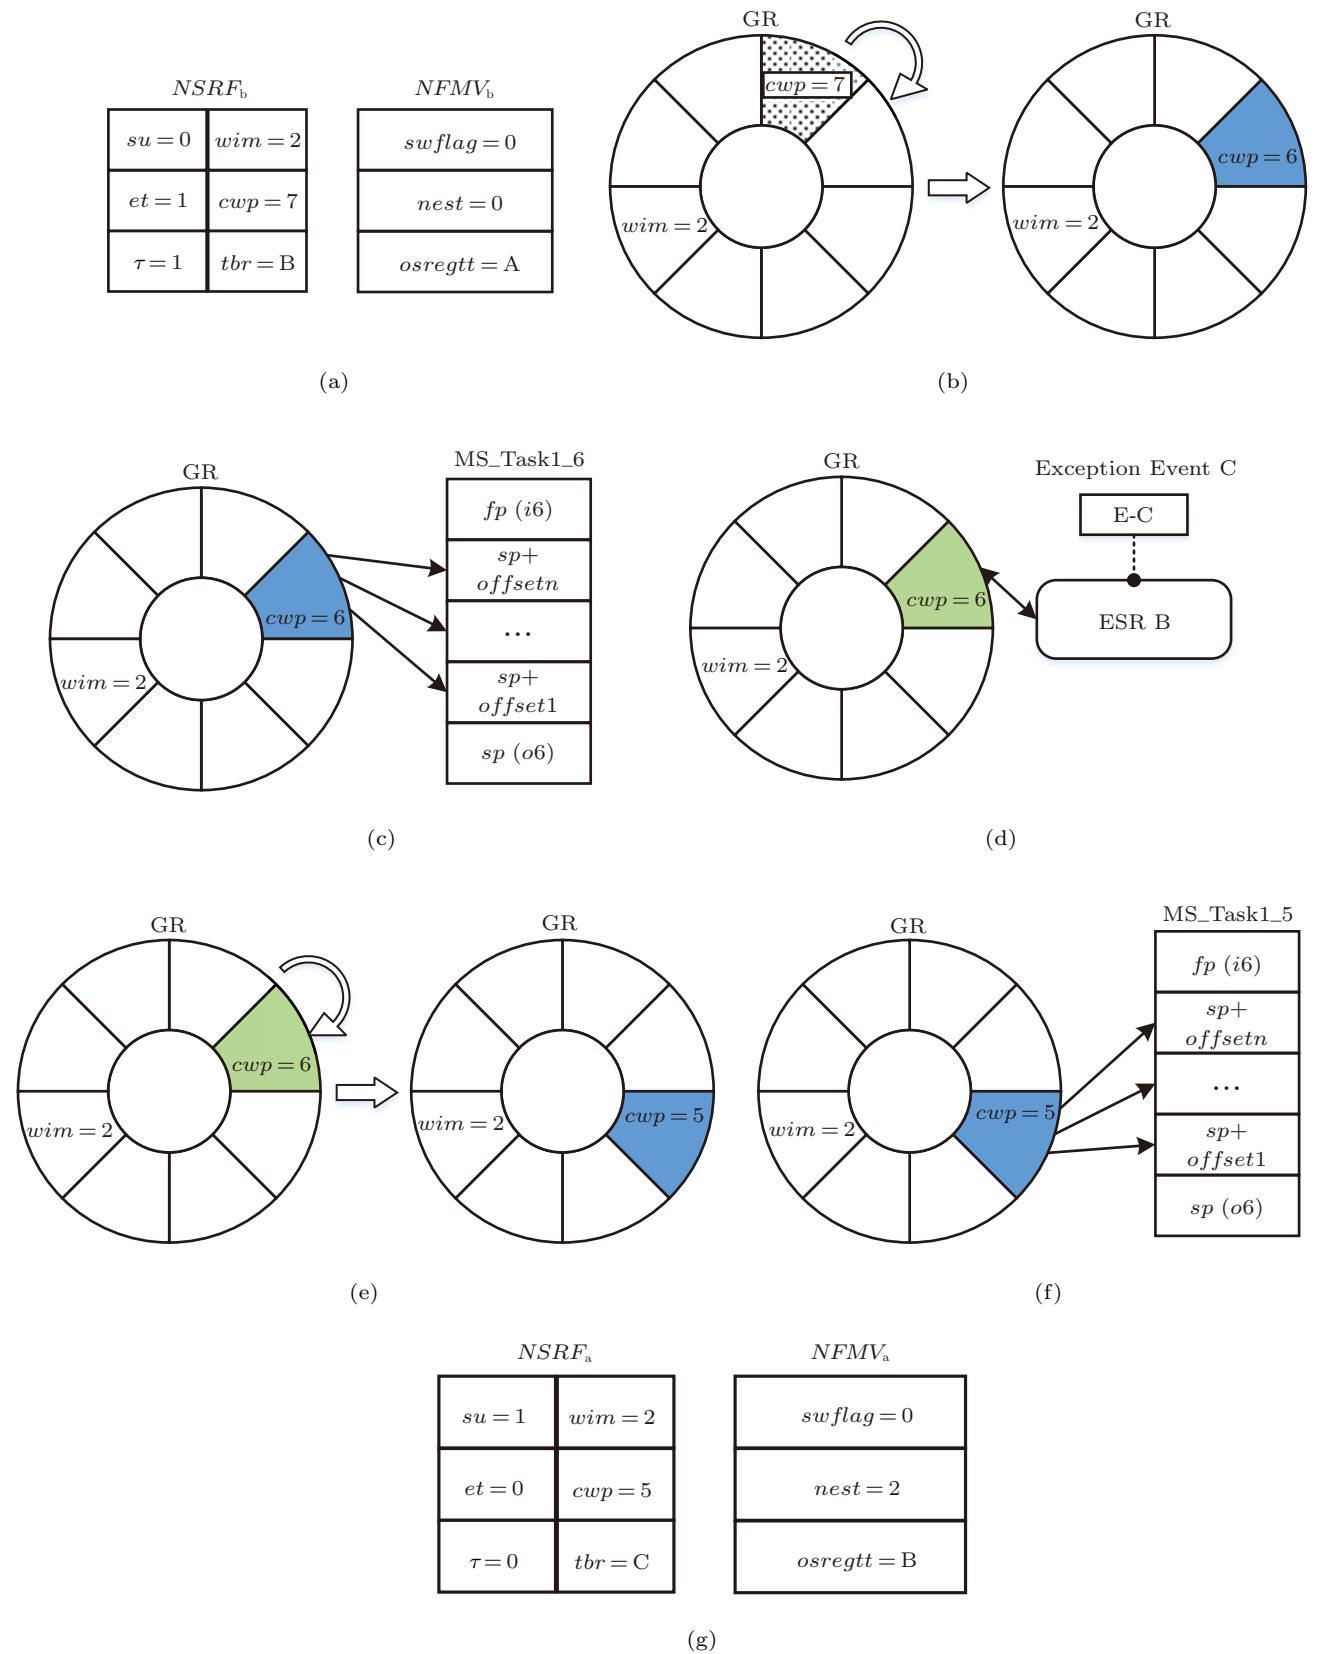 NSRF_b
NFMV_b
su = 0
wim = 2
et = 1
cwp = 7
τ = 1
tbr = B
swflag = 0
nest = 0
osregtt = A
(a)
GR
cwp = 7
wim = 2
GR
cwp = 6
wim = 2
(b)
GR
cwp = 6
wim = 2
MS_Task1_6
fp (i6)
sp+
offsetn
...
sp+
offset1
sp (o6)
(c)
GR
cwp = 6
wim = 2
Exception Event C
E-C
ESR B
(d)
GR
cwp = 6
wim = 2
GR
cwp = 5
wim = 2
(e)
GR
cwp = 5
wim = 2
MS_Task1_5
fp (i6)
sp+
offsetn
...
sp+
offset1
sp (o6)
(f)
NSRF_a
NFMV_a
su = 1
wim = 2
et = 0
cwp = 5
τ = 0
tbr = C
swflag = 0
nest = 2
osregtt = B
(g)